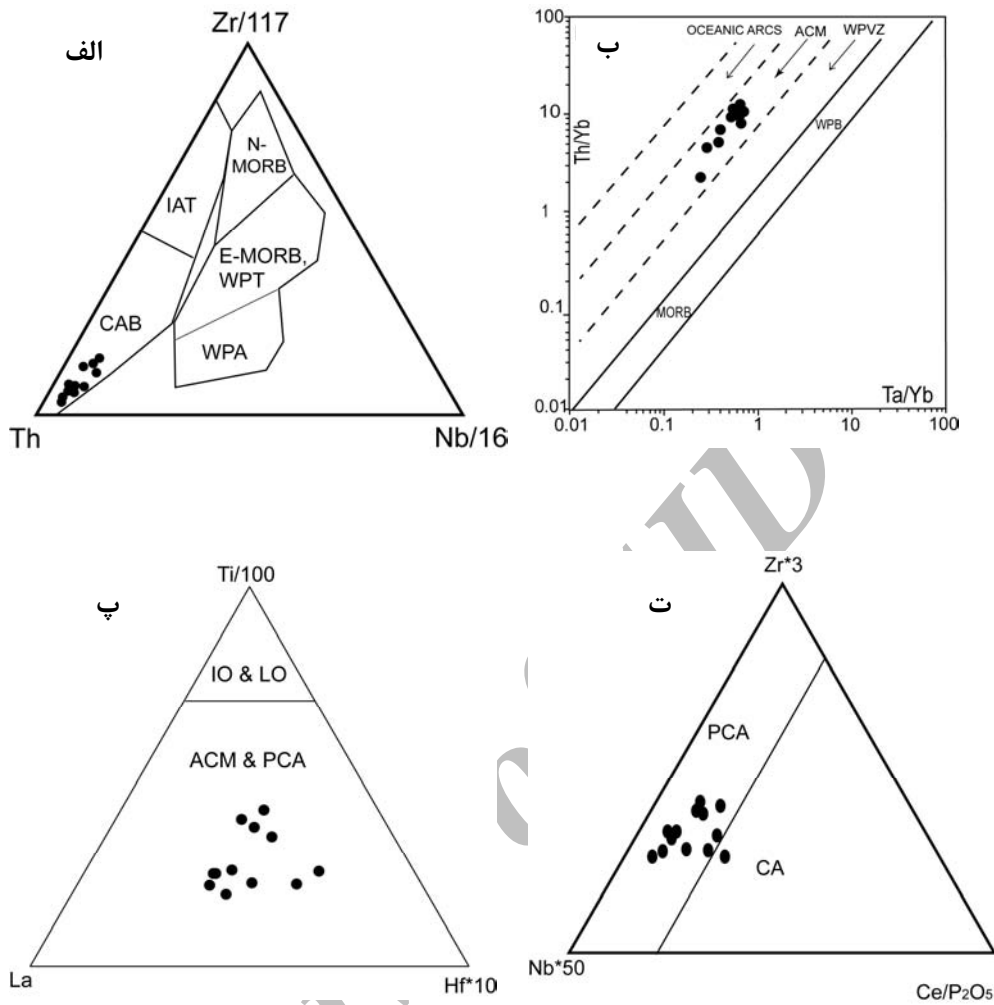 الف
Zr/117
N-
MORB
IAT
E-MORB,
WPT
CAB
WPA
Th
Nb/16
ب
100
10
1
0.1
0.01
Th/Yb
OCEANIC ARCS
ACM
WPVZ
WPB
MORB
Ta/Yb
0.01
0.1
1
10
100
پ
Ti/100
IO & LO
ACM & PCA
La
Hf*10
ت
Zr*3
PCA
CA
Nb*50
Ce/P₂O₅